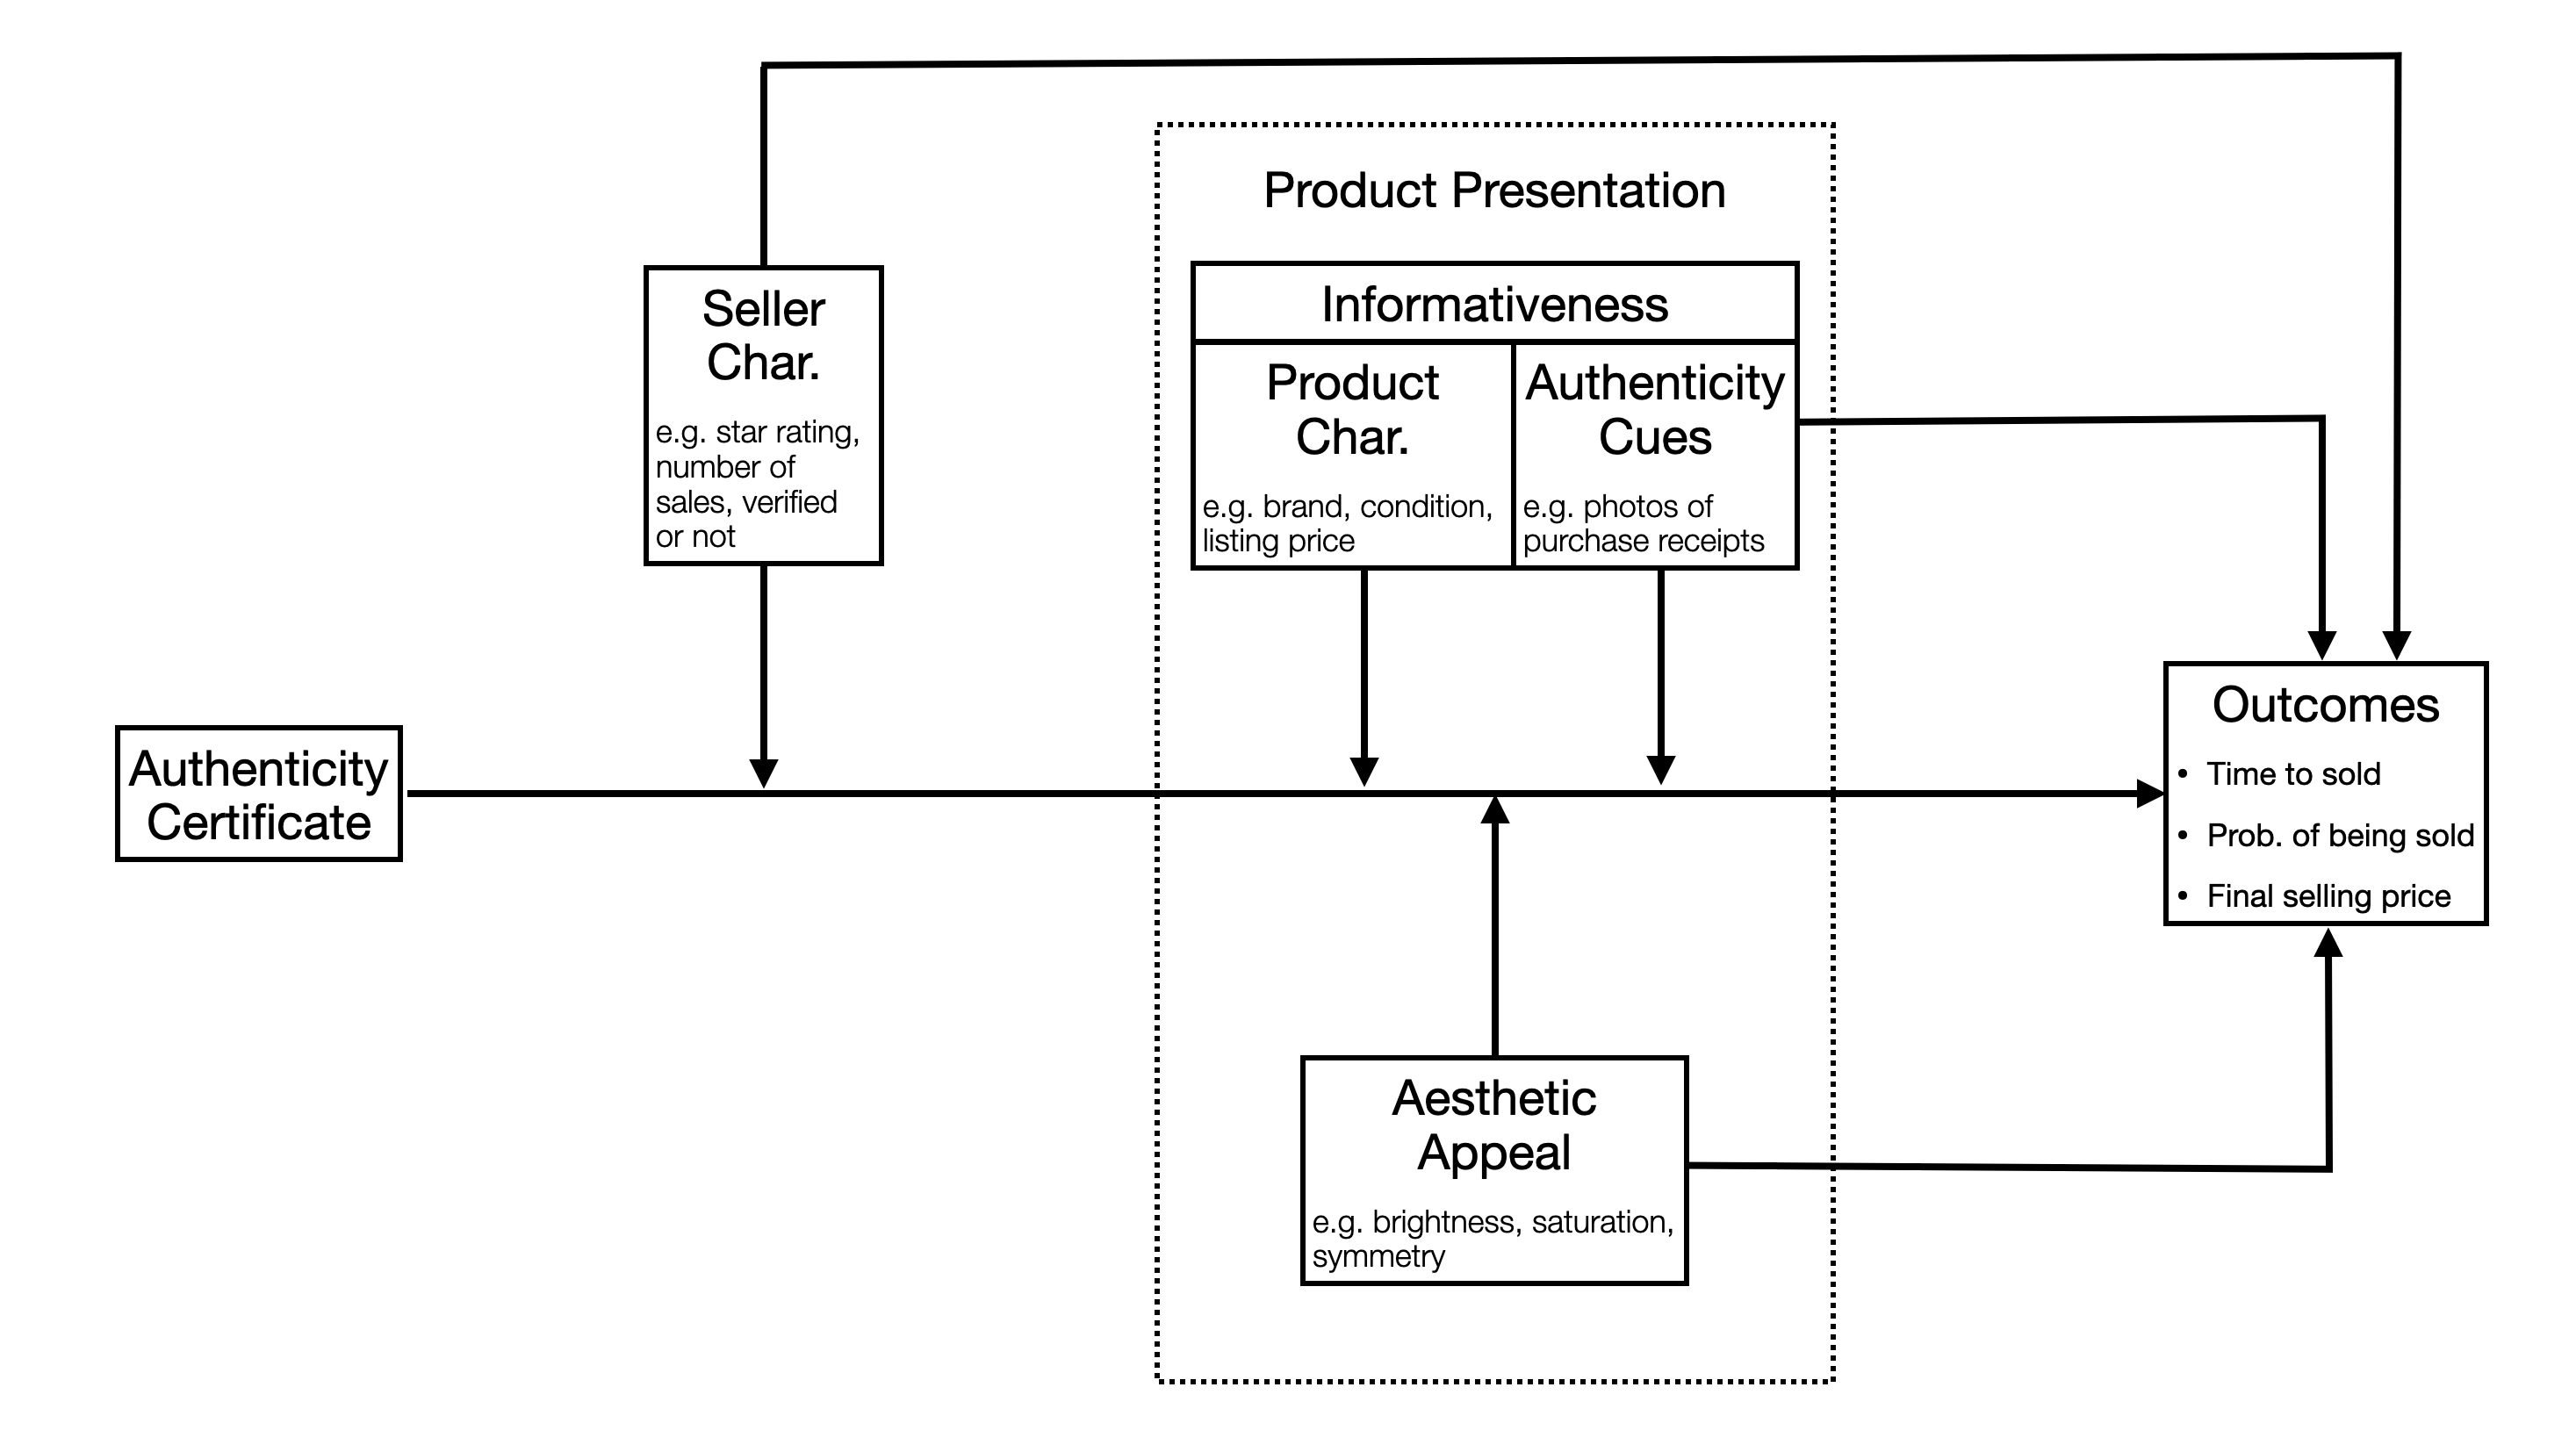 Product Presentation
Informativeness
Seller
Char.
e.g. star rating,
number of
sales, verified
or not
Product
Char.
e.g. brand, condition,
listing price
Authenticity
Cues
e.g. photos of
purchase receipts
Authenticity
Certificate
Outcomes
• Time to sold
• Prob. of being sold
• Final selling price
Aesthetic
Appeal
e.g. brightness, saturation,
symmetry